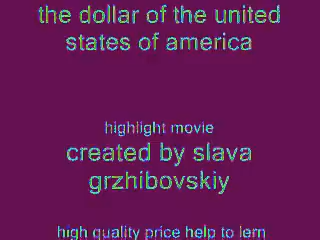 the dollar of the united
states of america
highlight movie
created by slava
grzhibovskiy
high quality price help to lern